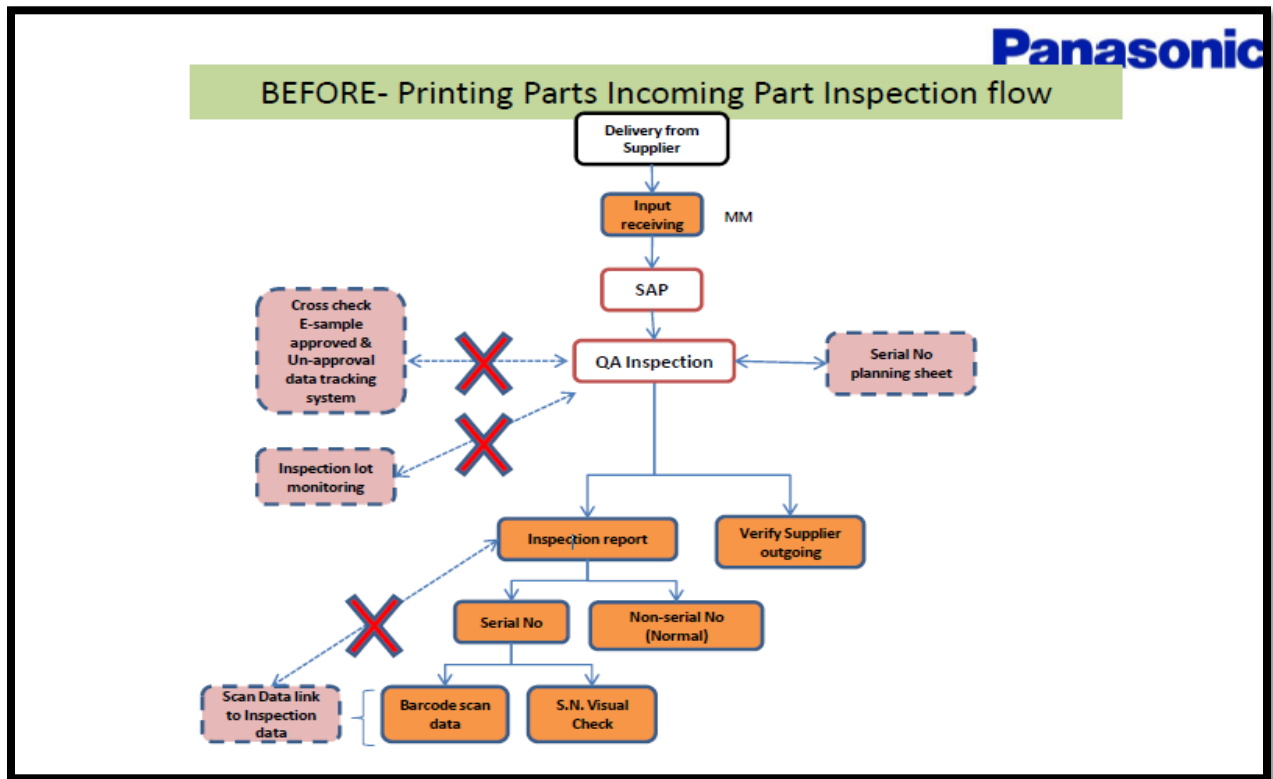 Panasonic
BEFORE- Printing Parts Incoming Part Inspection flow
Delivery from
Supplier
Input
receiving
MM
SAP
Cross check
E-sample
approved &
Un-approval
data tracking
system
QA Inspection
Serial No
planning sheet
Inspection lot
monitoring
Inspection report
Verify Supplier
outgoing
Serial No
Non-serial No
(Normal)
Scan Data link
to Inspection
data
Barcode scan
data
S.N. Visual
Check